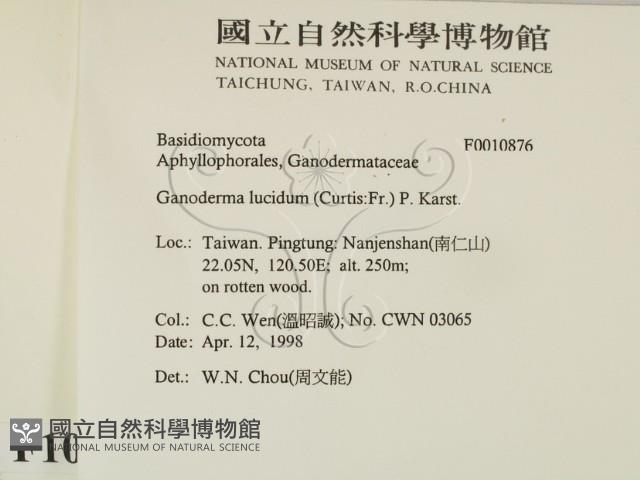 國立自然科學博物館
NATIONAL MUSEUM OF NATURAL SCIENCE
TAICHUNG, TAIWAN, R.O.CHINA
Basidiomycota F0010876
Aphyllophorales, Ganodermataceae
Ganoderma lucidum (Curtis:Fr.) P. Karst.
Loc.: Taiwan. Pingtung: Nanjenshan(南仁山)
22.05N, 120.50E; alt. 250m;
on rotten wood.
Col.: C.C. Wen(溫昭誠); No. CWN 03065
Date: Apr. 12, 1998
Det.: W.N. Chou(周文能)
國立自然科學博物館
NATIONAL MUSEUM OF NATURAL SCIENCE
F10